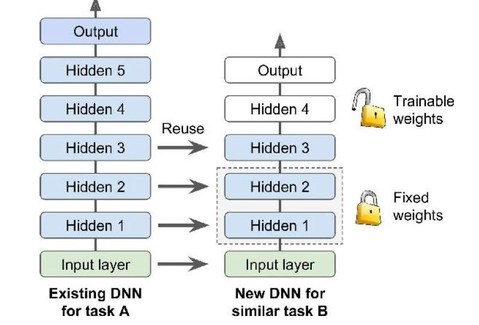 Output
Hidden 5
Hidden 4
Hidden 3
Hidden 2
Hidden 1
Input layer
Existing DNN
for task A
Reuse
Output
Hidden 4
Hidden 3
Hidden 2
Hidden 1
Input layer
New DNN for
similar task B
Trainable
weights
Fixed
weights